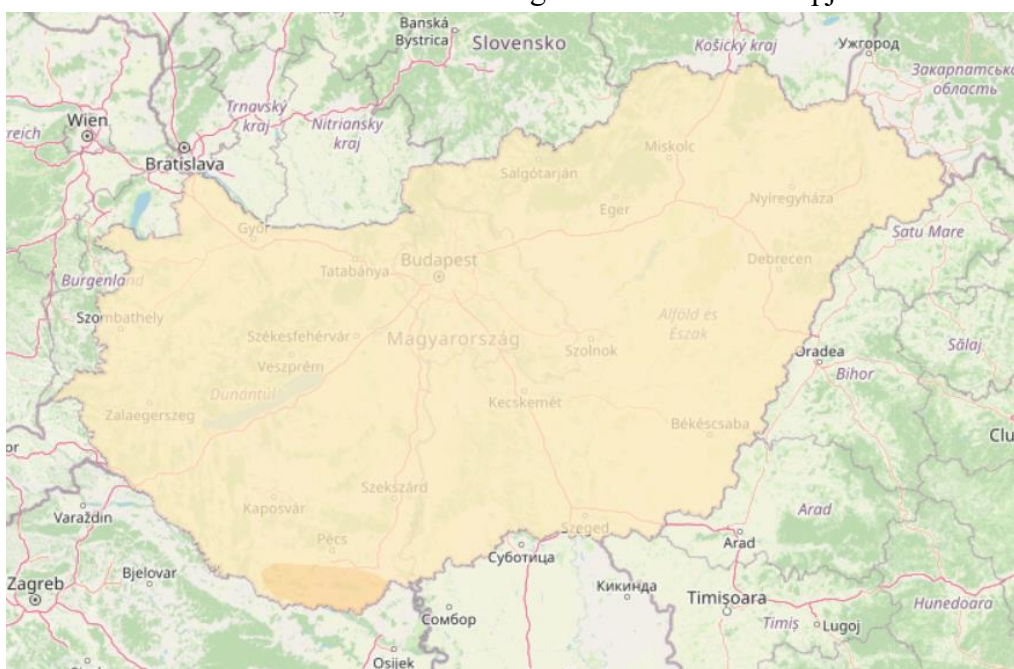 Banská
Bystrica
Slovensko
Košický kraj
Ужгород
Закарпатська
область
Wien
Trnavský
kraj
Nitriansky
kraj
Bratislava
Miskolc
Salgótarján
Nyíregyháza
Eger
Győr
Satu Mare
Budapest
Debrecen
Tatabánya
Burgenland
Szombathely
Székesfehérvár
Magyarország
Alföld és
Észak
Szolnok
Oradea
Sălaj
Veszprém
Bihor
Dunántúl
Kecskemét
Zalaegerszeg
Békéscsaba
Szekszárd
Kaposvár
Varaždin
Arad
Szeged
Pécs
Суботица
Arad
Bjelovar
Zagreb
Кикинда
Timișoara
Hunedoara
Сомбор
Timiș
Lugoj
Osijek